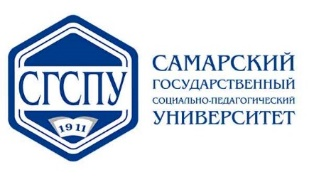 СГСПУ
1911
САМАРСКИЙ
ГОСУДАРСТВЕННЫЙ
СОЦИАЛЬНО-ПЕДАГОГИЧЕСКИЙ
УНИВЕРСИТЕТ